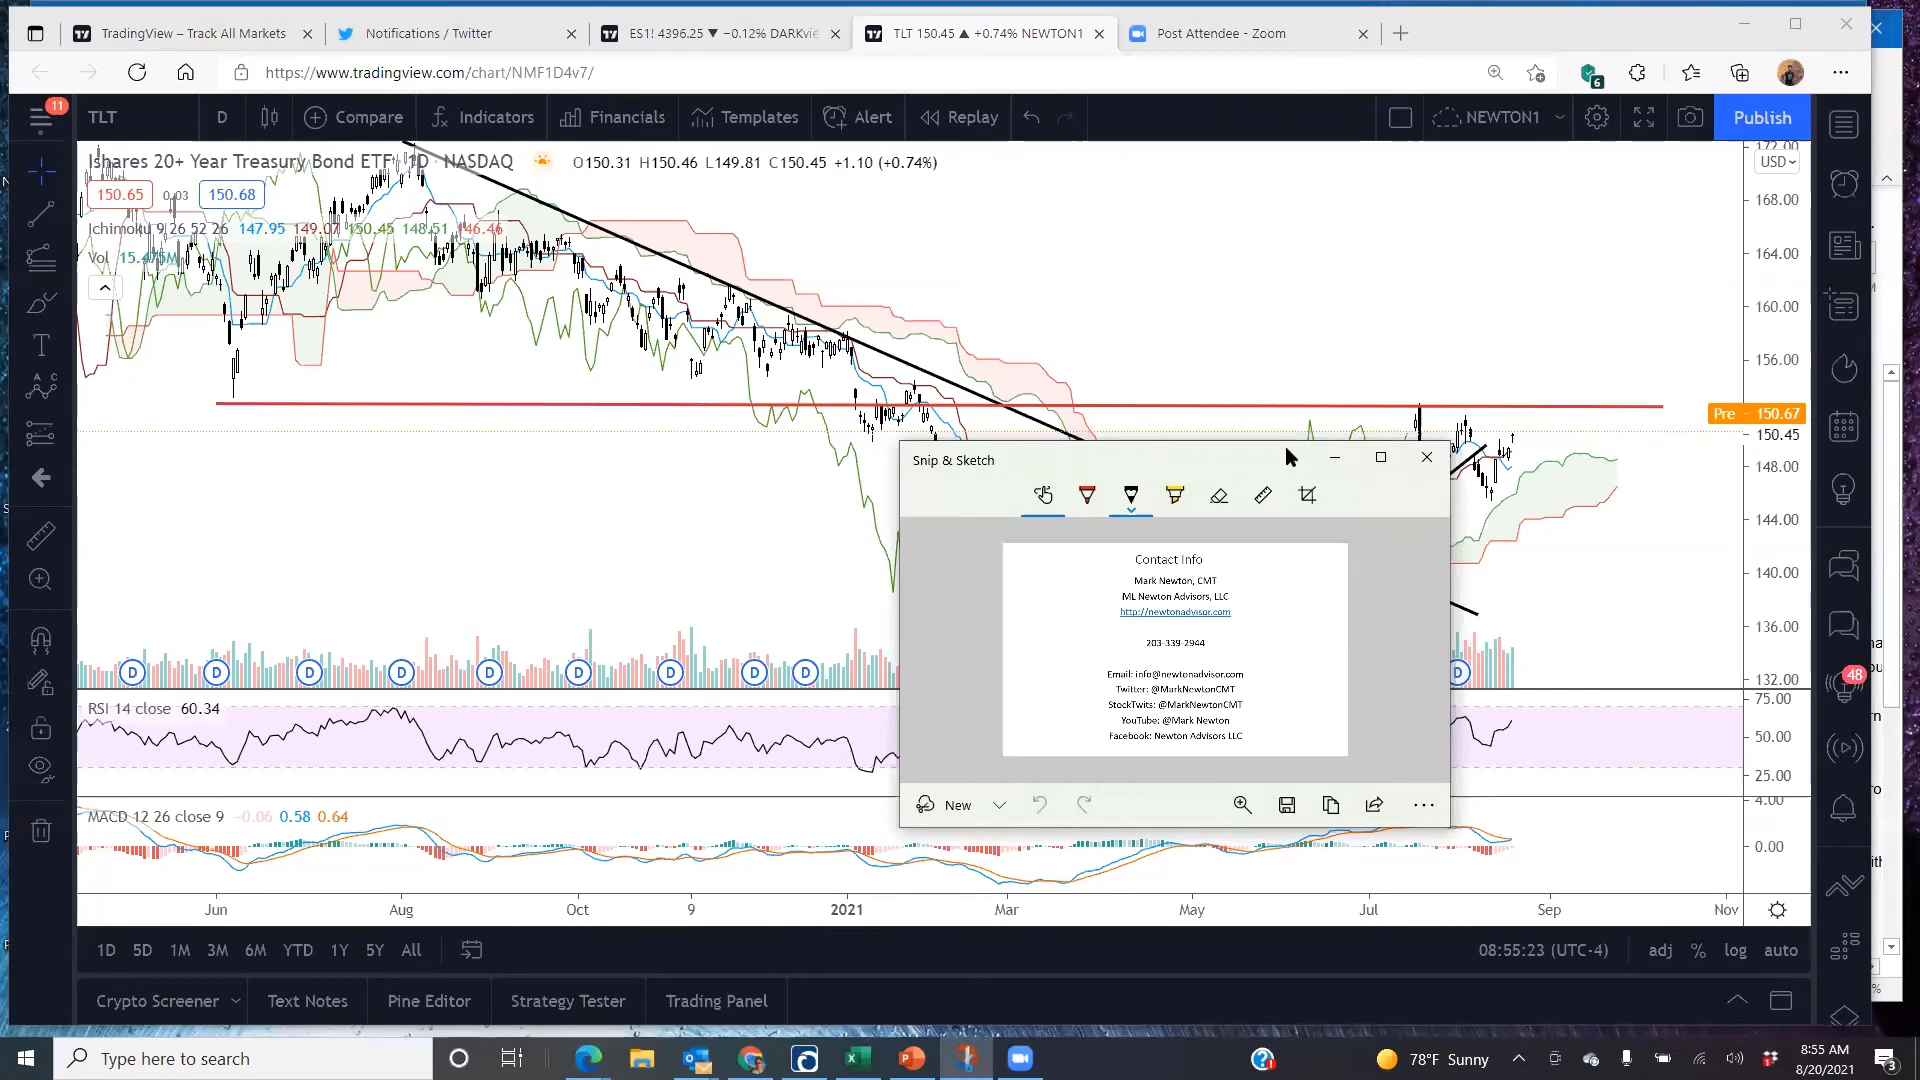 TradingView – Track All Markets
Notifications / Twitter
ES1! 4396.25 ▼ −0.12% DARKvie
TLT 150.45 ▲ +0.74% NEWTON1
Post Attendee - Zoom
https://www.tradingview.com/chart/NMF1D4v7/
6
11
TLT
D
Compare
Indicators
Financials
Templates
Alert
Replay
NEWTON1
Publish
Ishares 20+ Year Treasury Bond ETF · 1D · NASDAQ
O150.31 H150.46 L149.81 C150.45 +1.10 (+0.74%)
150.65 0.03 150.68
Ichimoku 9 26 52 26 147.95 149.07 150.45 148.51 146.46
Vol 15.475M
172.00
USD
168.00
164.00
160.00
156.00
Pre − 150.67
150.45
148.00
144.00
140.00
136.00
132.00
Snip & Sketch
Contact Info
Mark Newton, CMT
ML Newton Advisors, LLC
http://newtonadvisor.com
203-339-2944
Email: info@newtonadvisor.com
Twitter: @MarkNewtonCMT
StockTwits: @MarkNewtonCMT
YouTube: @Mark Newton
Facebook: Newton Advisors LLC
New
D D D D D D D D D D
48
RSI 14 close 60.34
75.00
50.00
25.00
MACD 12 26 close 9 −0.06 0.58 0.64
4.00
0.00
Jun Aug Oct 9 2021 Mar May Jul Sep Nov
1D 5D 1M 3M 6M YTD 1Y 5Y All
08:55:23 (UTC-4)
adj % log auto
Crypto Screener
Text Notes
Pine Editor
Strategy Tester
Trading Panel
Type here to search
78°F Sunny
8:55 AM
8/20/2021
3